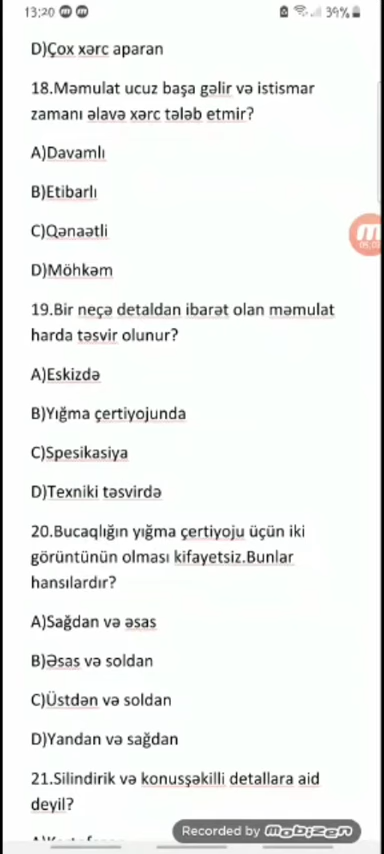 13:20
39%
D)Çox xərc aparan
18.Məmulat ucuz başa gəlir və istismar
zamanı əlavə xərc tələb etmir?
A)Davamlı
B)Etibarlı
C)Qənaətli
D)Möhkəm
19.Bir neçə detaldan ibarət olan məmulat
harda təsvir olunur?
A)Eskizdə
B)Yığma çertiyojunda
C)Spesikasiya
D)Texniki təsvirdə
20.Bucaqlığın yığma çertiyoju üçün iki
görüntünün olması kifayetsiz.Bunlar
hansılardır?
A)Sağdan və əsas
B)Əsas və soldan
C)Üstdən və soldan
D)Yandan və sağdan
21.Silindirik və konusşəkilli detallara aid
deyil?
Recorded by mobizen